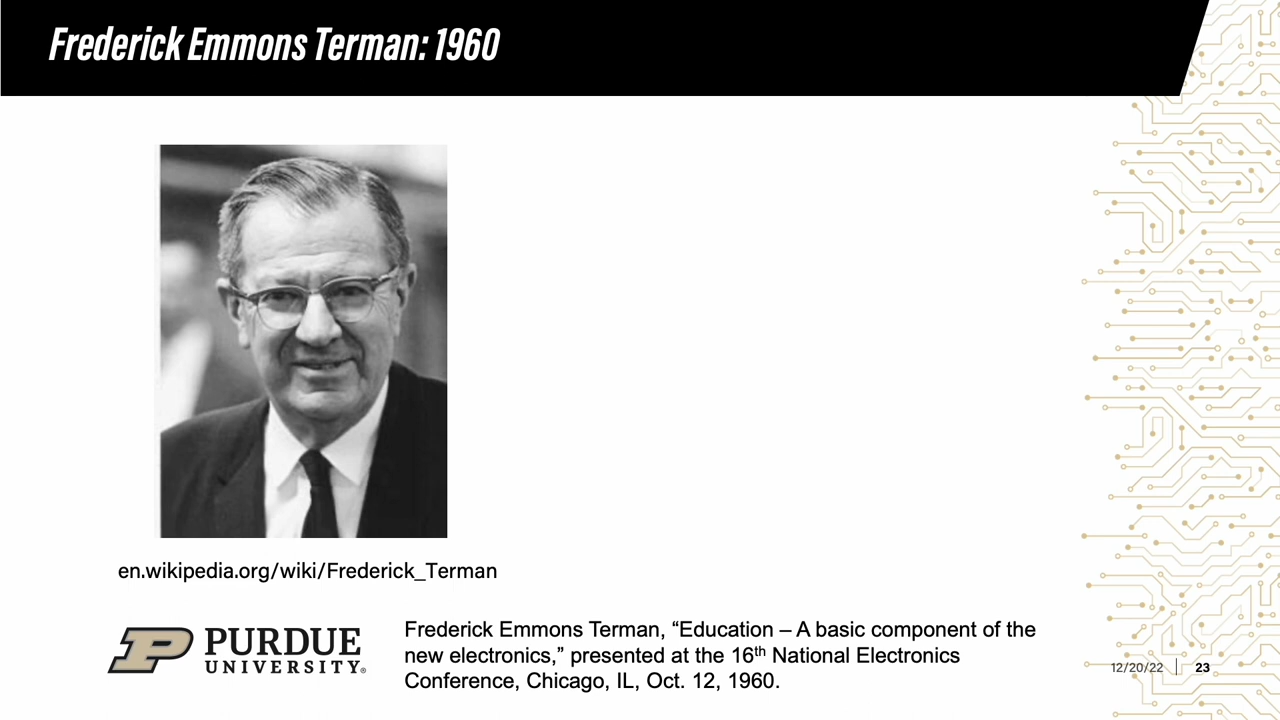 Frederick Emmons Terman: 1960
en.wikipedia.org/wiki/Frederick_Terman
PURDUE
UNIVERSITY®
Frederick Emmons Terman, “Education – A basic component of the
new electronics,” presented at the 16th National Electronics
Conference, Chicago, IL, Oct. 12, 1960.
12/20/22 | 23